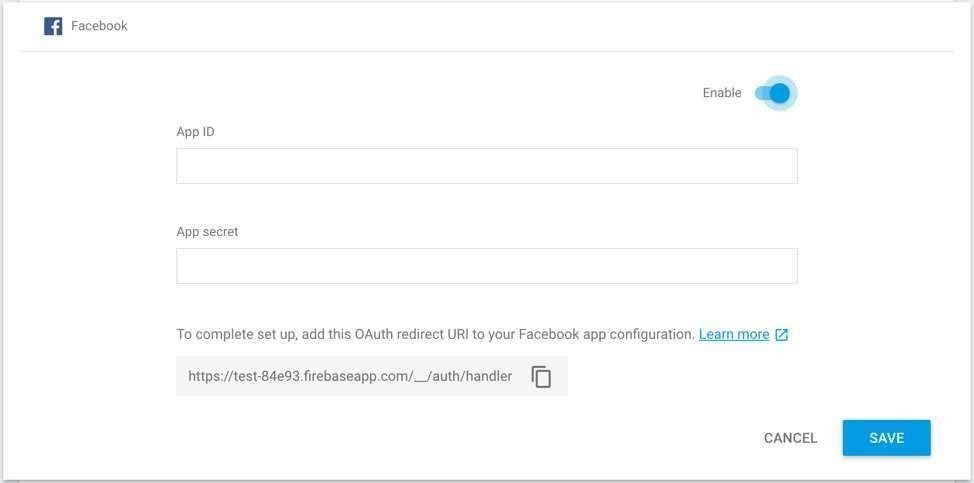 Facebook
Enable
App ID
App secret
To complete set up, add this OAuth redirect URI to your Facebook app configuration. Learn more
https://test-84e93.firebaseapp.com/__/auth/handler
CANCEL SAVE